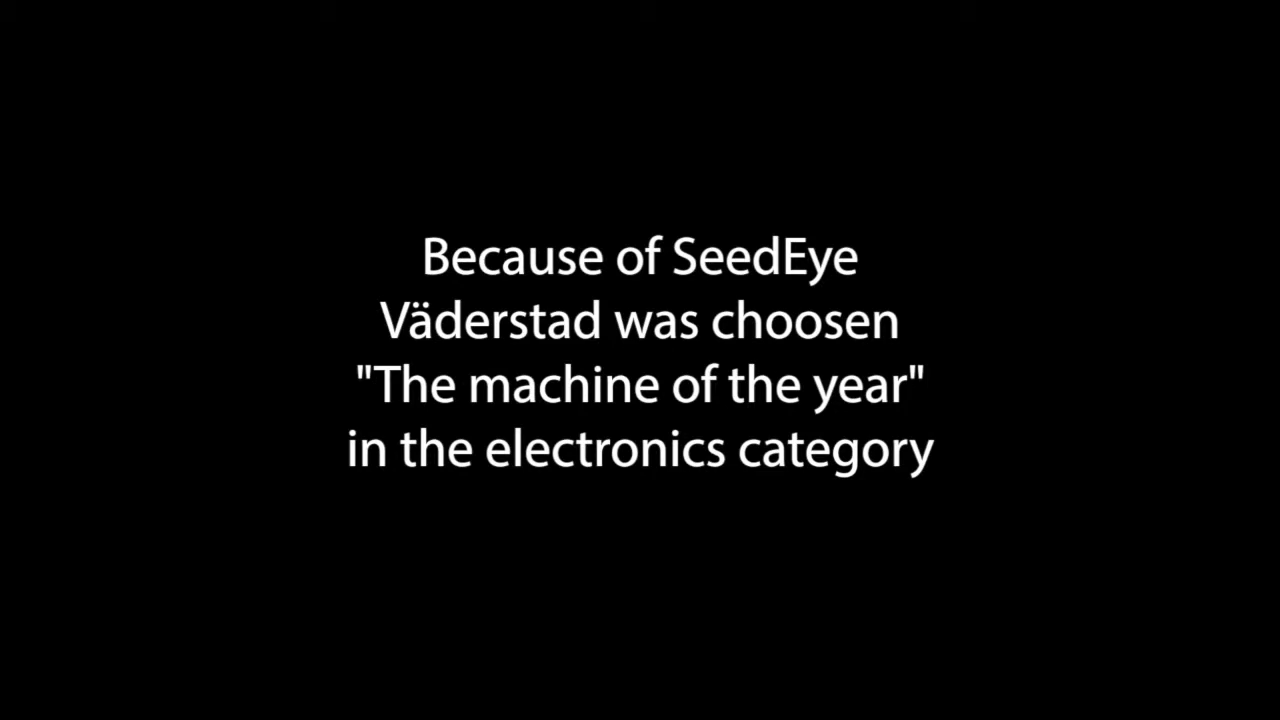 Because of SeedEye
Väderstad was choosen
"The machine of the year"
in the electronics category